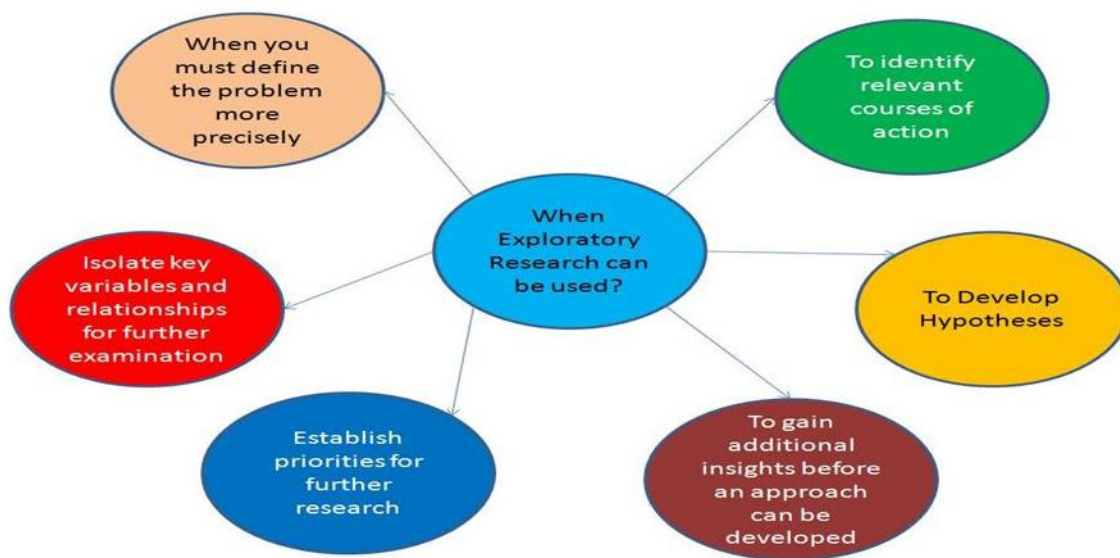 When you
must define
the problem
more
precisely
To identify
relevant
courses of
action
When
Exploratory
Research can
be used?
Isolate key
variables and
relationships
for further
examination
To Develop
Hypotheses
Establish
priorities for
further
research
To gain
additional
insights before
an approach
can be
developed